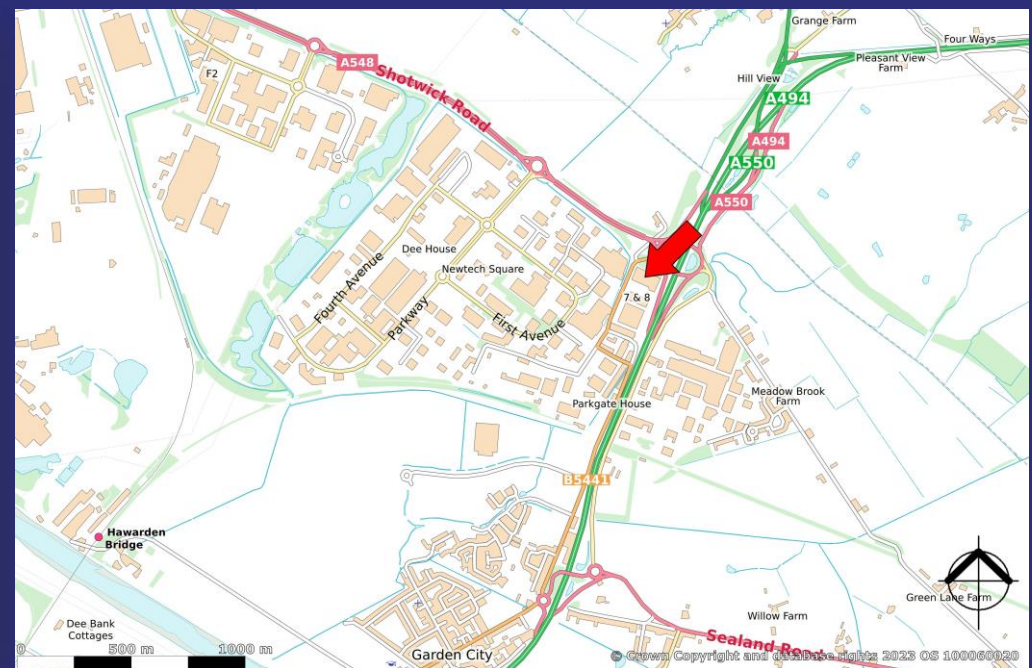 Grange Farm
Four Ways
Pleasant View
Farm
A548
F2
Shotwick Road
Hill View
A494
A494
A550
A550
Dee House
Newtech Square
Fourth Avenue
Parkway
First Avenue
7 & 8
Meadow Brook
Farm
Parkgate House
B5441
Hawarden
Bridge
Green Lane Farm
Dee Bank
Cottages
Willow Farm
Sealand Road
Garden City
0 500 m 1000 m
© Crown Copyright and database rights 2023 OS 100060020